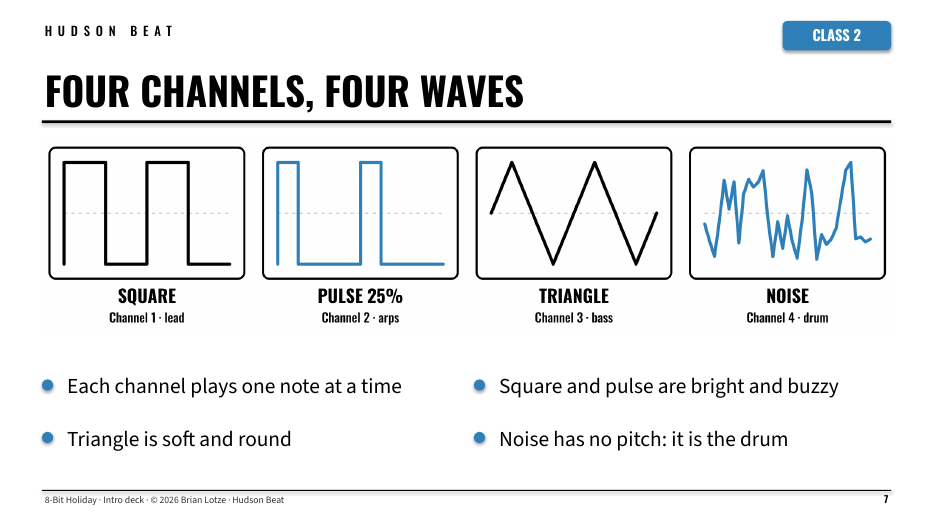 HUDSON BEAT
CLASS 2
FOUR CHANNELS, FOUR WAVES
SQUARE
Channel 1 · lead
PULSE 25%
Channel 2 · arps
TRIANGLE
Channel 3 · bass
NOISE
Channel 4 · drum
Each channel plays one note at a time
Triangle is soft and round
Square and pulse are bright and buzzy
Noise has no pitch: it is the drum
8-Bit Holiday · Intro deck · © 2026 Brian Lotze · Hudson Beat
7